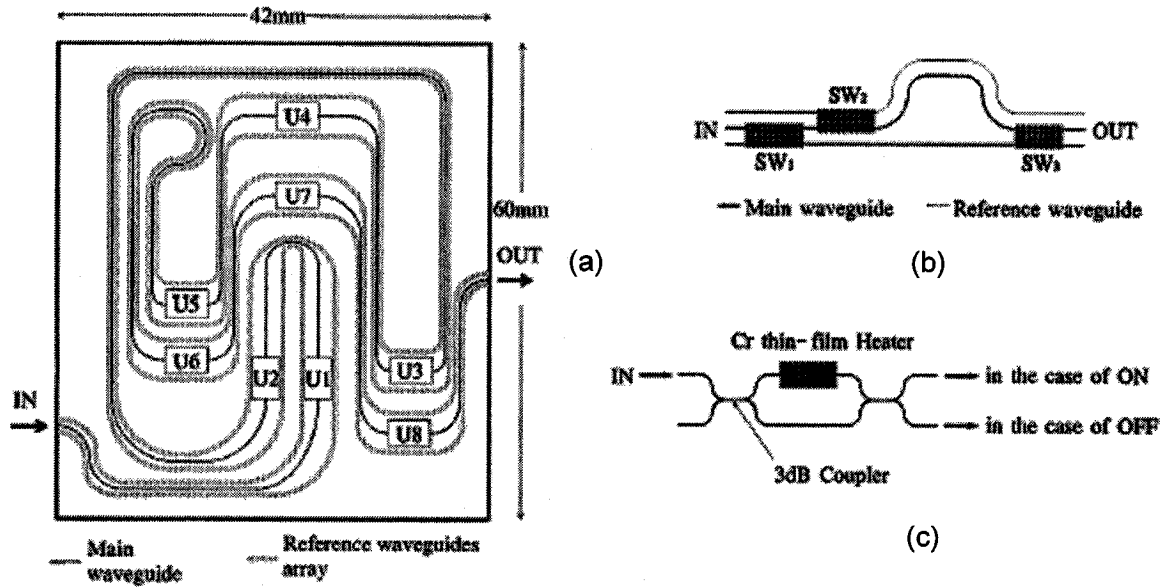 42mm
U4
U7
60mm
OUT
U5
U6
U2
U1
U3
U8
IN
Main
waveguide
Reference waveguides
array
(a)
SW₂
IN
OUT
SW₁
SW₃
Main waveguide
Reference waveguide
(b)
Cr thin-film Heater
IN
in the case of ON
in the case of OFF
3dB Coupler
(c)